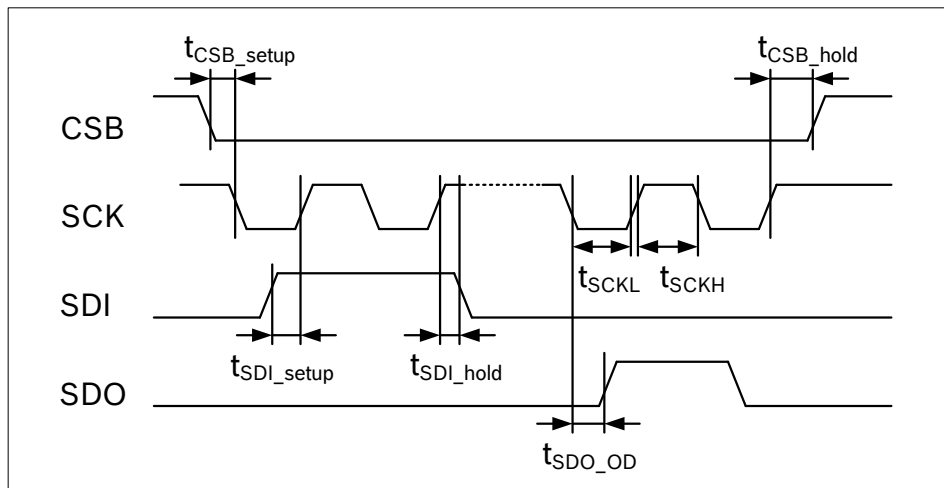 tCSB_setup
tCSB_hold
CSB
SCK
tSCKL
tSCKH
SDI
tSDI_setup
tSDI_hold
SDO
tSDO_OD